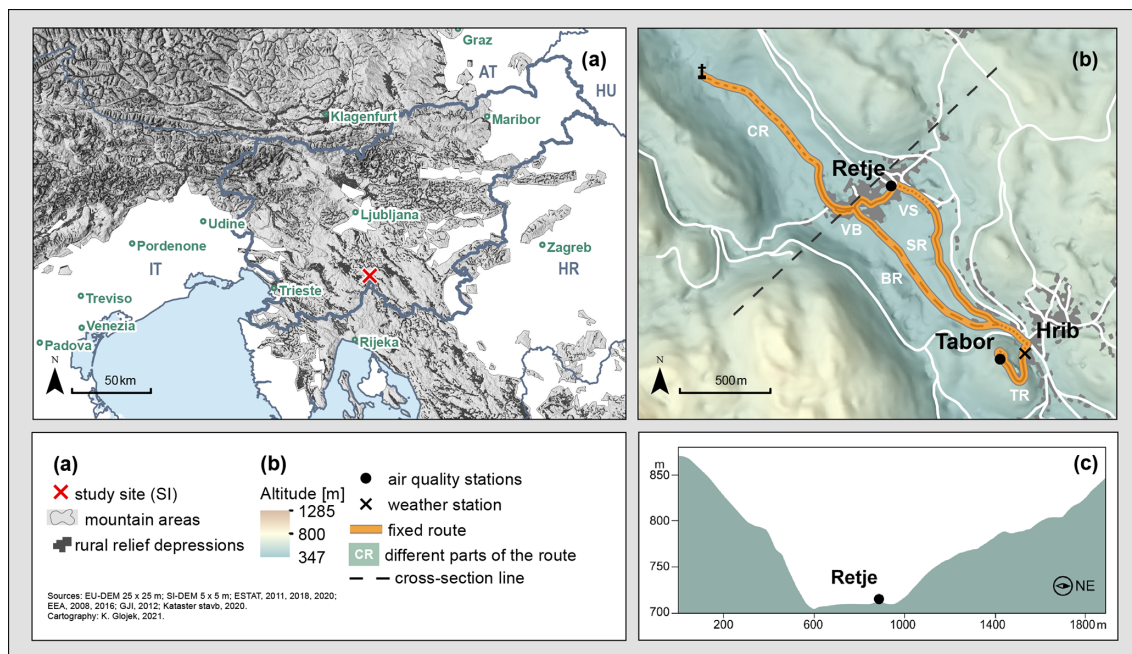 (a)
Graz
AT
HU
Klagenfurt
Maribor
Ljubljana
Udine
Pordenone
IT
Zagreb
HR
Trieste
Treviso
Venezia
Padova
Rijeka
N
50 km
(b)
CR
Retje
VS
VB
SR
BR
Hrib
Tabor
TR
N
500 m
(a)
study site (SI)
mountain areas
rural relief depressions
(b)
Altitude [m]
1285
800
347
air quality stations
weather station
fixed route
CR different parts of the route
cross-section line
Sources: EU-DEM 25 x 25 m; SI-DEM 5 x 5 m; ESTAT, 2011, 2018, 2020;
EEA, 2008, 2016; GJI, 2012; Kataster stavb, 2020.
Cartography: K. Glojek, 2021.
(c)
m
850
800
750
700
Retje
NE
200 600 1000 1400 1800 m